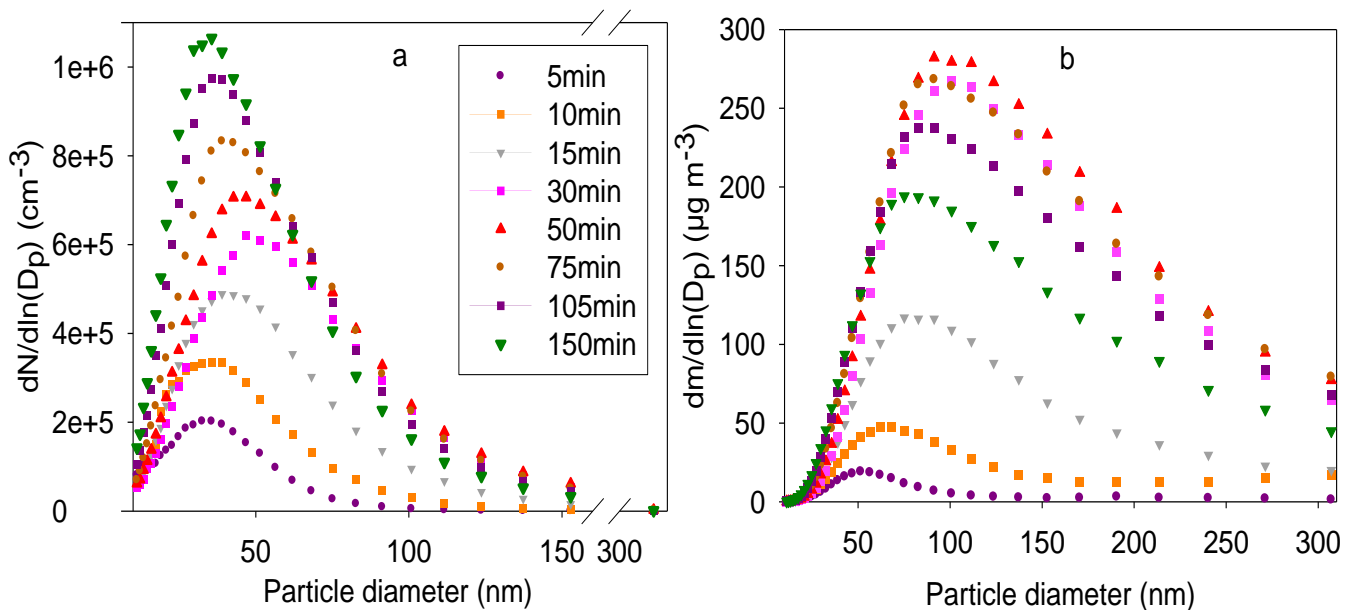 a
dN/dln(Dp) (cm-3)
1e+6
8e+5
6e+5
4e+5
2e+5
0
50
100
150
300
Particle diameter (nm)
5min
10min
15min
30min
50min
75min
105min
150min
b
dm/dln(Dp) (µg m-3)
300
250
200
150
100
50
0
50
100
150
200
250
300
Particle diameter (nm)